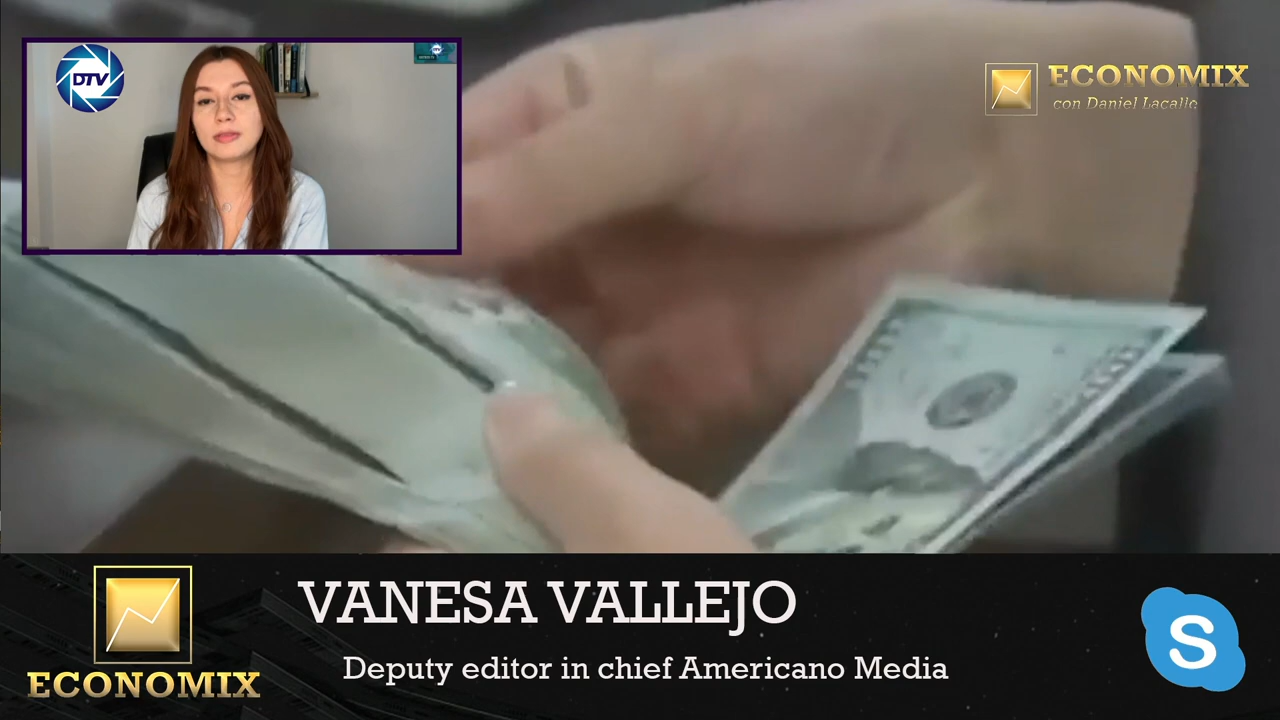 DTV
ECONOMIX
con Daniel Lacalle
VANESA VALLEJO
Deputy editor in chief Americano Media
ECONOMIX
S